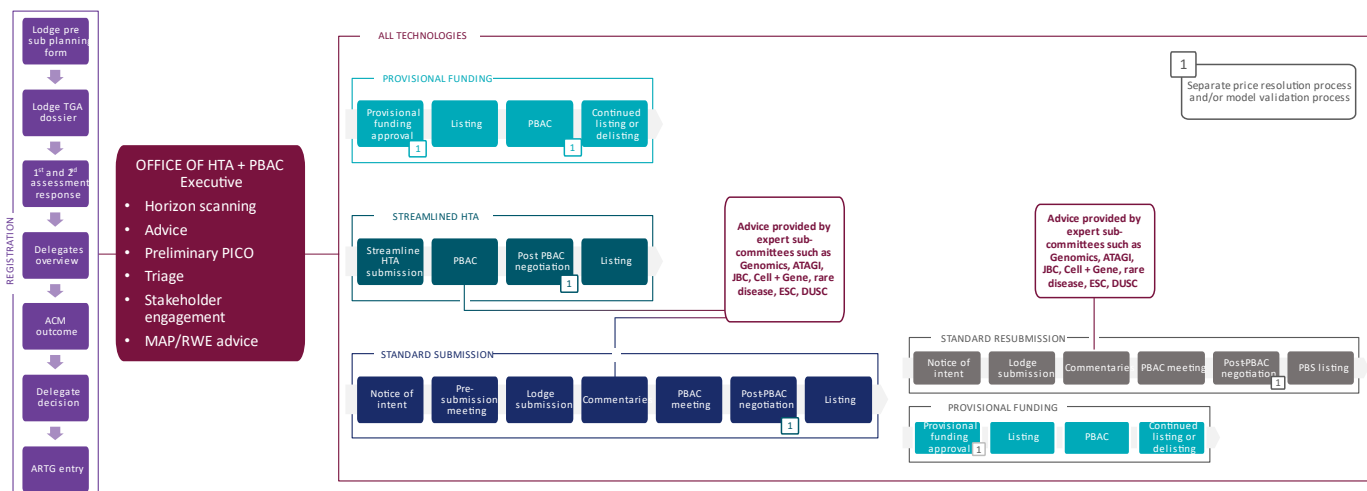 REGISTRATION
Lodge pre
sub planning
form
Lodge TGA
dossier
1st and 2nd
assessment
response
Delegates
overview
ACM
outcome
Delegate
decision
ARTG entry
OFFICE OF HTA + PBAC
Executive
• Horizon scanning
• Advice
• Preliminary PICO
• Triage
• Stakeholder
engagement
• MAP/RWE advice
ALL TECHNOLOGIES
1
Separate price resolution process
and/or model validation process
PROVISIONAL FUNDING
Provisional
funding
approval
1
Listing
PBAC
1
Continued
listing or
delisting
STREAMLINED HTA
Streamline
HTA
submission
PBAC
Post PBAC
negotiation
1
Listing
Advice provided by
expert sub-
committees such as
Genomics, ATAGI,
JBC, Cell + Gene, rare
disease, ESC, DUSC
STANDARD SUBMISSION
Notice of
intent
Pre-
submission
meeting
Lodge
submission
Commentarie
PBAC
meeting
Post-PBAC
negotiation
1
Listing
Advice provided by
expert sub-
committees such as
Genomics, ATAGI,
JBC, Cell + Gene, rare
disease, ESC, DUSC
STANDARD RESUBMISSION
Notice of
intent
Lodge
submission
Commentarie
PBAC meeting
Post-PBAC
negotiation
1
PBS listing
PROVISIONAL FUNDING
Provisional
funding
approval
1
Listing
PBAC
Continued
listing or
delisting